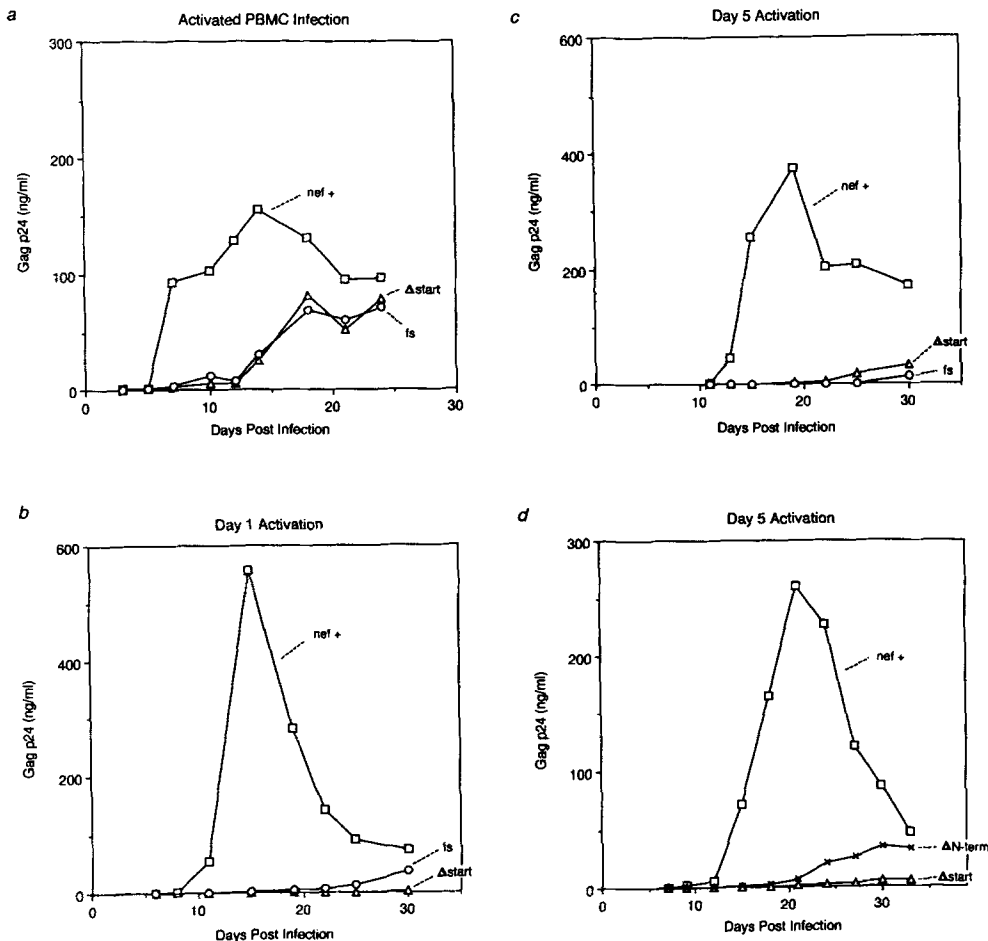 a
Activated PBMC Infection
300
200
100
0
Gag p24 (ng/ml)
nef +
Δstart
fs
0 10 20 30
Days Post Infection
c
Day 5 Activation
600
400
200
0
Gag p24 (ng/ml)
nef +
Δstart
fs
0 10 20 30
Days Post Infection
b
Day 1 Activation
600
400
200
0
Gag p24 (ng/ml)
nef +
fs
Δstart
0 10 20 30
Days Post Infection
d
Day 5 Activation
300
200
100
0
Gag p24 (ng/ml)
nef +
ΔN-term
Δstart
0 10 20 30
Days Post Infection